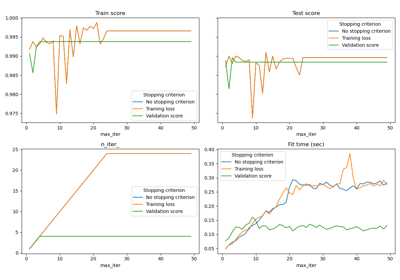 Train score
Test score
1.000
0.995
0.990
0.985
0.980
0.975
Stopping criterion
No stopping criterion
Training loss
Validation score
Stopping criterion
No stopping criterion
Training loss
Validation score
0 10 20 30 40 50
max_iter
0 10 20 30 40 50
max_iter
n_iter_
Fit time (sec)
25
20
15
10
5
0
Stopping criterion
No stopping criterion
Training loss
Validation score
0.40
0.35
0.30
0.25
0.20
0.15
0.10
0.05
Stopping criterion
No stopping criterion
Training loss
Validation score
0 10 20 30 40 50
max_iter
0 10 20 30 40 50
max_iter